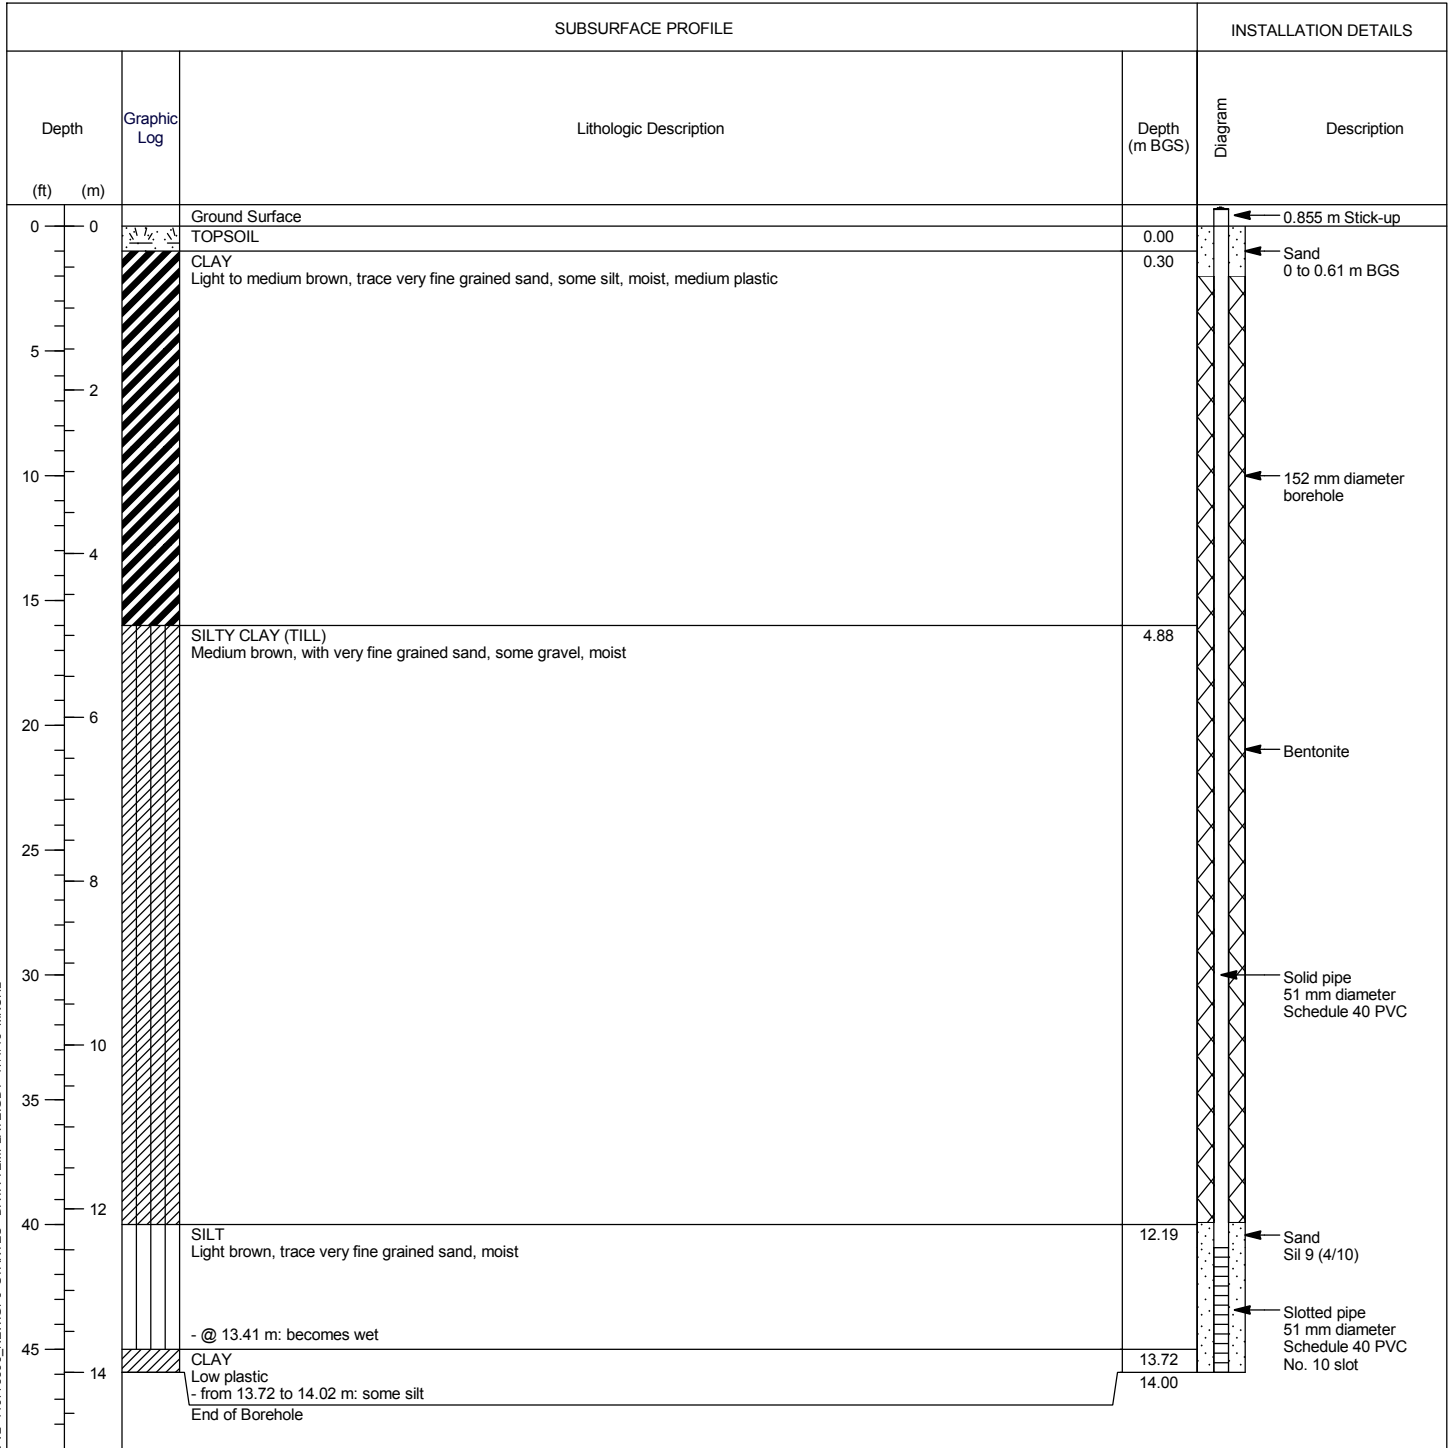 SUBSURFACE PROFILE
INSTALLATION DETAILS
Depth
Graphic
Log
Lithologic Description
Depth
(m BGS)
Diagram
Description
(ft) (m)
Ground Surface
0.855 m Stick-up
0 0
TOPSOIL 0.00
CLAY 0.30
Light to medium brown, trace very fine grained sand, some silt, moist, medium plastic
Sand
0 to 0.61 m BGS
5
2
10
152 mm diameter
borehole
4
15
SILTY CLAY (TILL) 4.88
Medium brown, with very fine grained sand, some gravel, moist
6
20
Bentonite
25
8
30
Solid pipe
51 mm diameter
Schedule 40 PVC
10
35
12
40
SILT 12.19
Light brown, trace very fine grained sand, moist
Sand
Sil 9 (4/10)
- @ 13.41 m: becomes wet
Slotted pipe
51 mm diameter
Schedule 40 PVC
No. 10 slot
45
CLAY 13.72
14
Low plastic 14.00
- from 13.72 to 14.02 m: some silt
End of Borehole